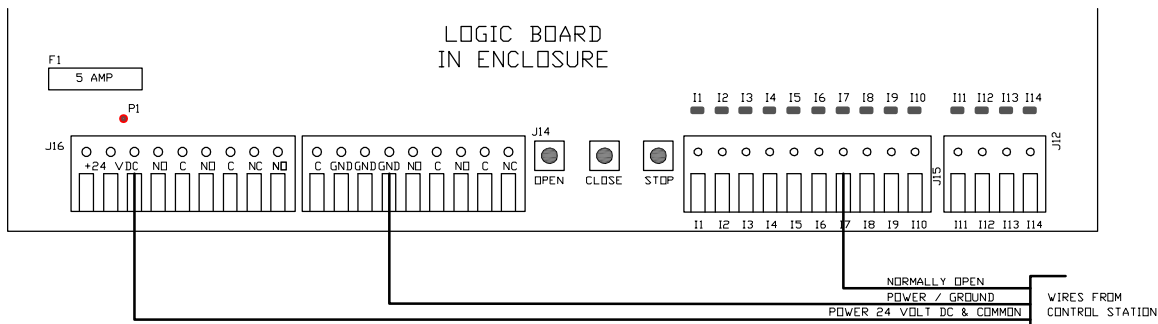 LOGIC BOARD
IN ENCLOSURE
F1
5 AMP
P1
I1 I2 I3 I4 I5 I6 I7 I8 I9 I10 I11 I12 I13 I14
J16
J14
J15
J12
+24 VDC NO C NO C NC NO
C GND GND GND NO C NO C NC
OPEN CLOSE STOP
I1 I2 I3 I4 I5 I6 I7 I8 I9 I10 I11 I12 I13 I14
NORMALLY OPEN
POWER / GROUND
POWER 24 VOLT DC & COMMON
WIRES FROM
CONTROL STATION